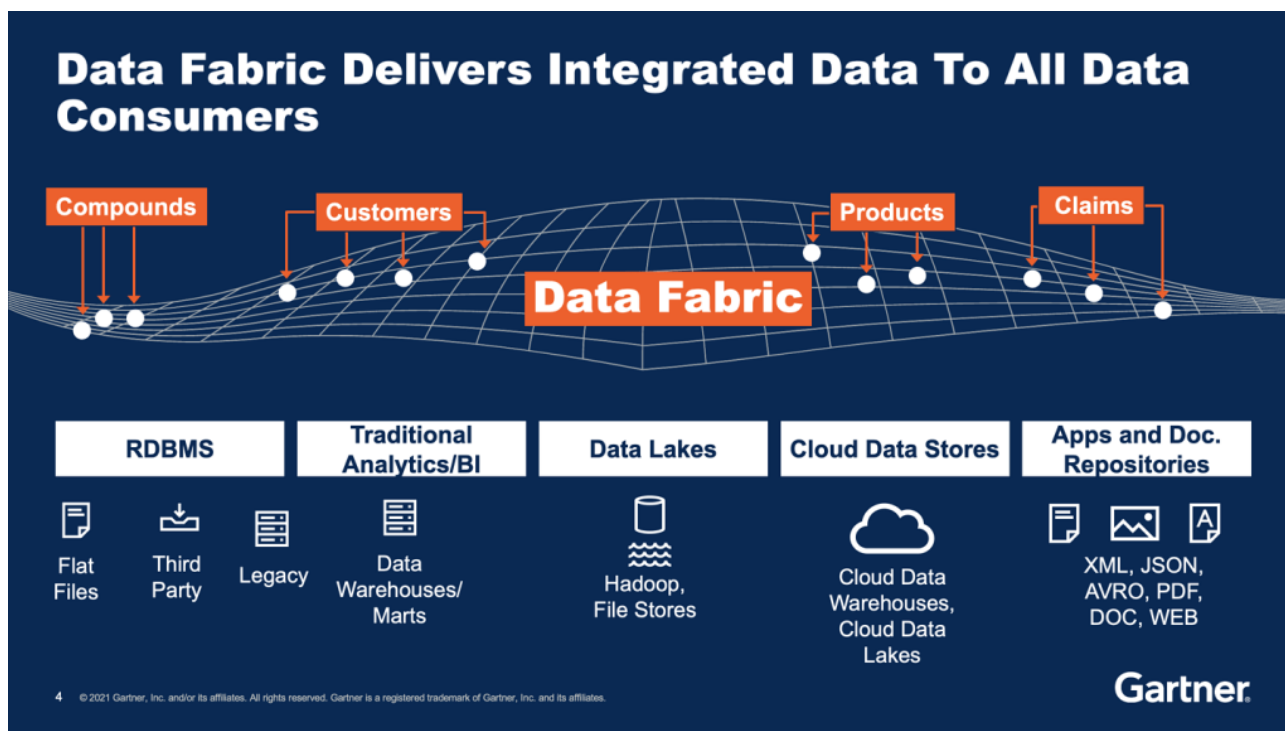 Data Fabric Delivers Integrated Data To All Data
Consumers
Compounds
Customers
Products
Claims
Data Fabric
RDBMS
Traditional
Analytics/BI
Data Lakes
Cloud Data Stores
Apps and Doc.
Repositories
Flat
Files
Third
Party
Legacy
Data
Warehouses/
Marts
Hadoop,
File Stores
Cloud Data
Warehouses,
Cloud Data
Lakes
A
XML, JSON,
AVRO, PDF,
DOC, WEB
4 © 2021 Gartner, Inc. and/or its affiliates. All rights reserved. Gartner is a registered trademark of Gartner, Inc. and its affiliates.
Gartner®